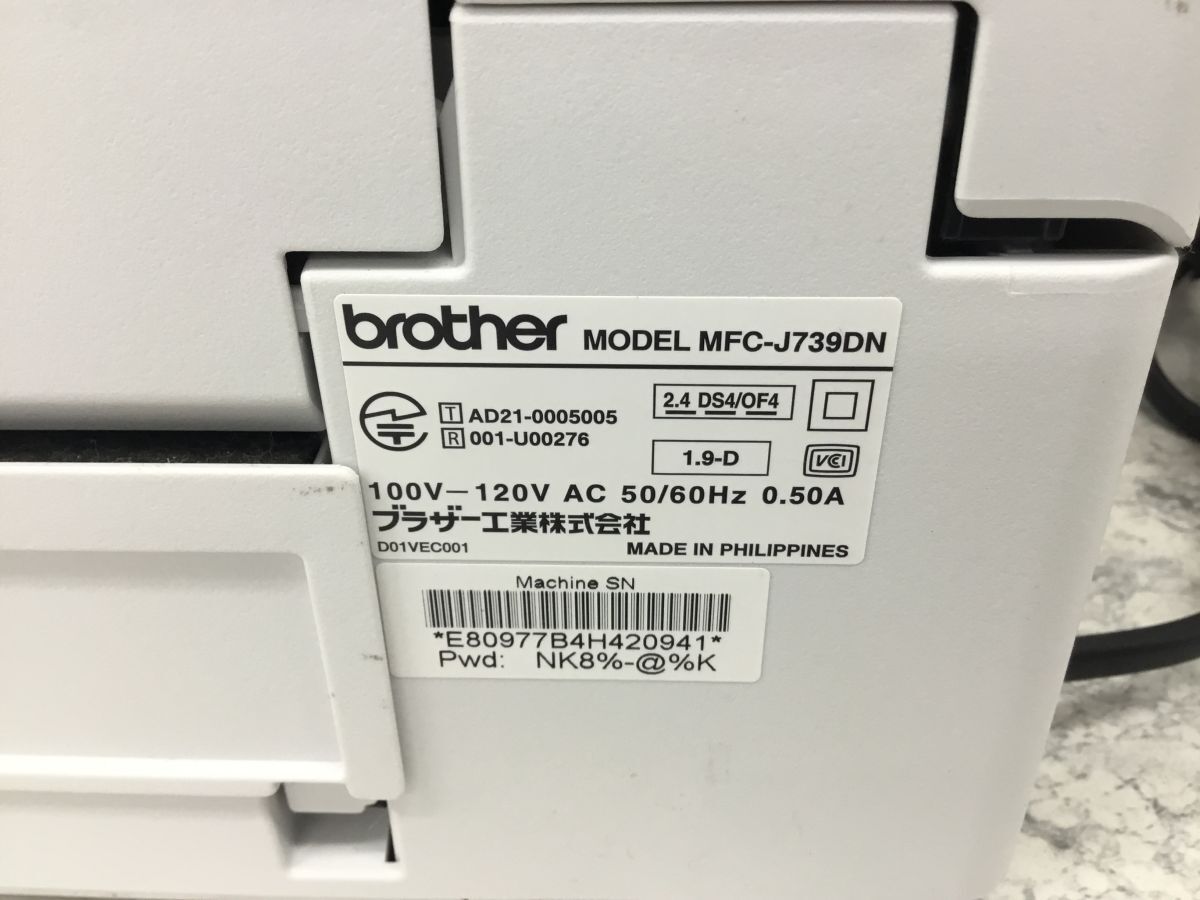 brother MODEL MFC-J739DN
T AD21-0005005
R 001-U00276
2.4 DS4/OF4
1.9-D
VCI
100V—120V AC 50/60Hz 0.50A
ブラザー工業株式会社
D01VEC001 MADE IN PHILIPPINES
Machine SN
*E80977B4H420941*
Pwd: NK8%-@%K